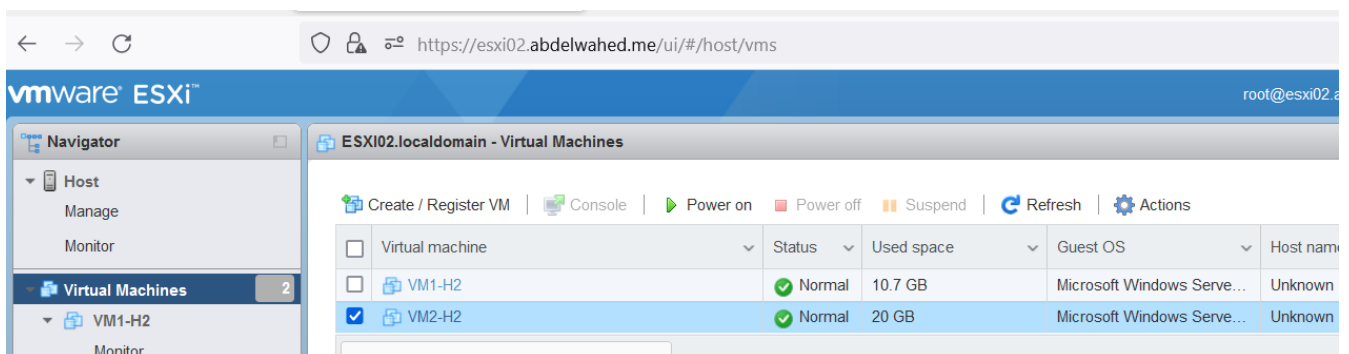 https://esxi02.abdelwahed.me/ui/#/host/vms
vmware® ESXi™
root@esxi02.a
Navigator
ESXI02.localdomain - Virtual Machines
Host
Manage
Monitor
Create / Register VM | Console | Power on Power off Suspend | Refresh | Actions
Virtual machine Status Used space Guest OS Host name
Virtual Machines 2
VM1-H2 Normal 10.7 GB Microsoft Windows Serve... Unknown
VM2-H2 Normal 20 GB Microsoft Windows Serve... Unknown
VM1-H2
Monitor